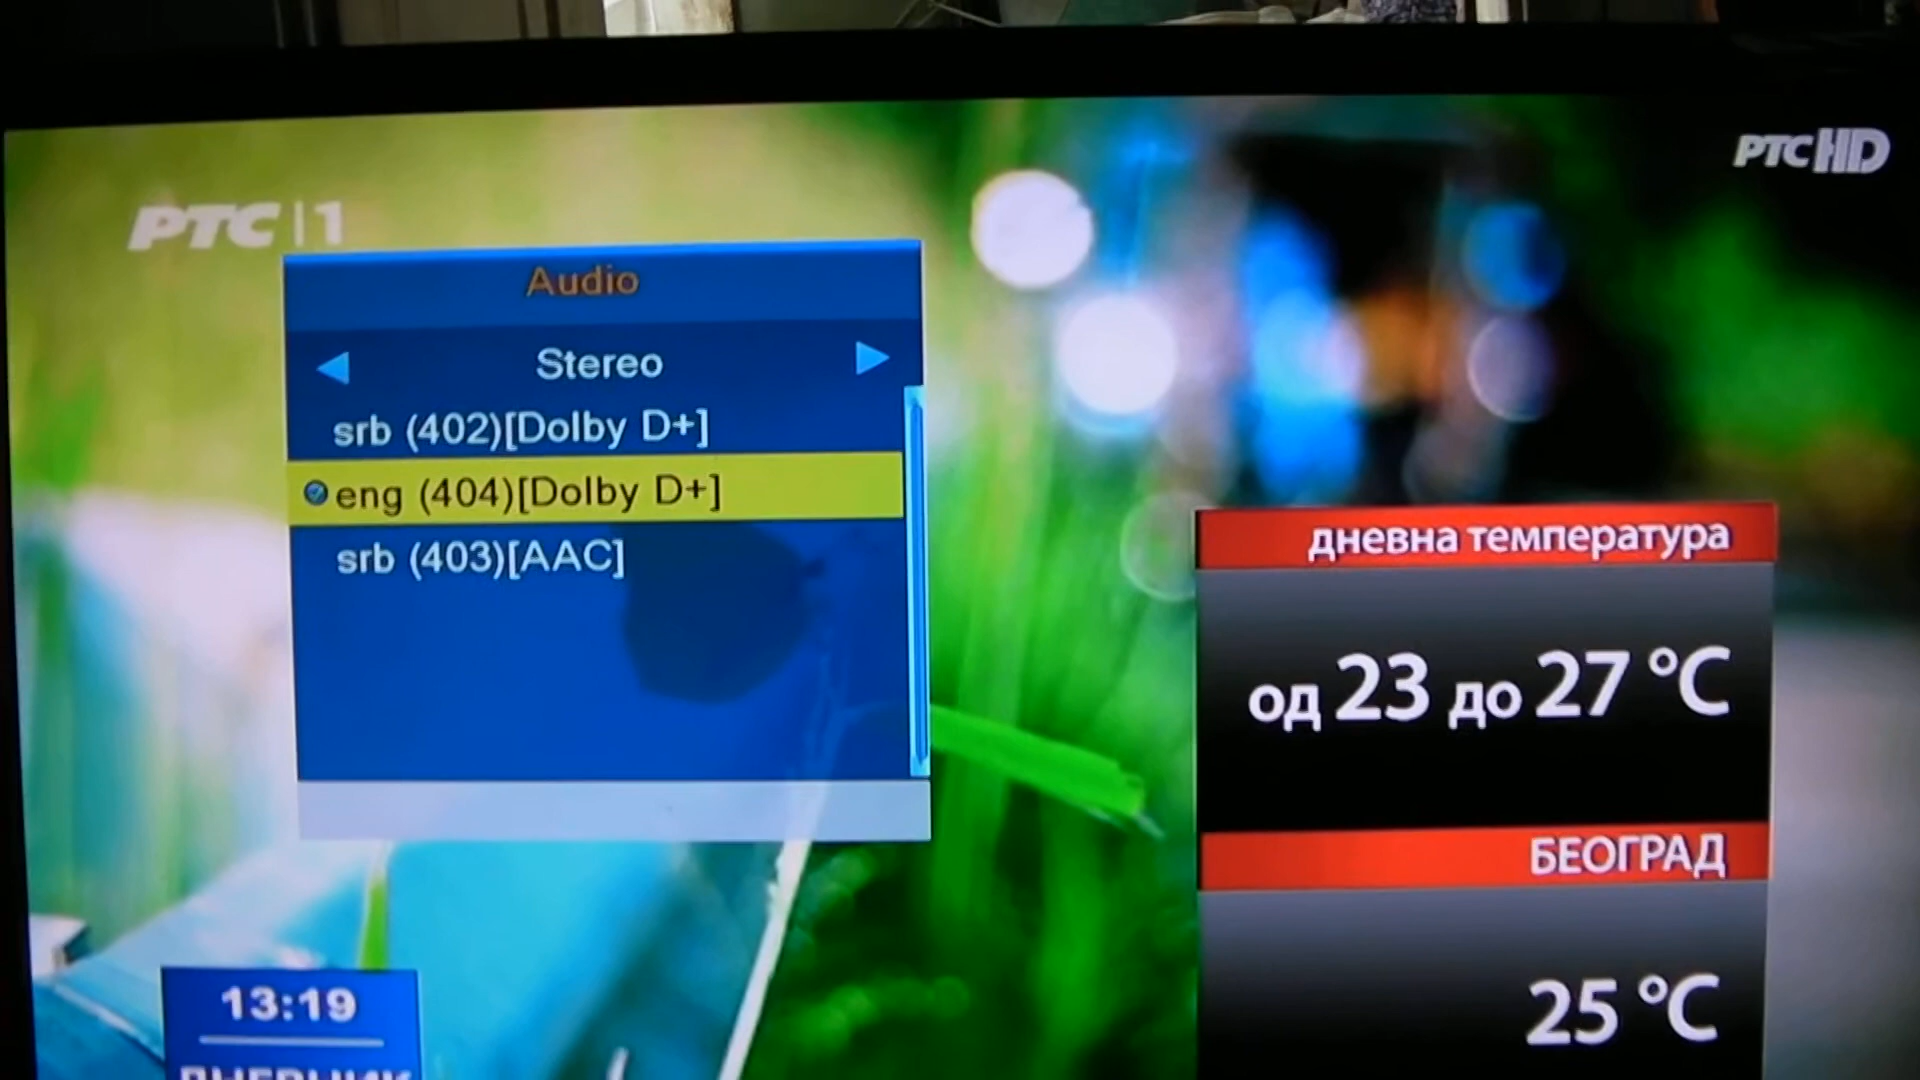 РТС HD
РТС | 1
Audio
Stereo
srb (402)[Dolby D+]
eng (404)[Dolby D+]
srb (403)[AAC]
дневна температура
од 23 до 27 °C
БЕОГРАД
25 °C
13:19
ДНЕВНИК